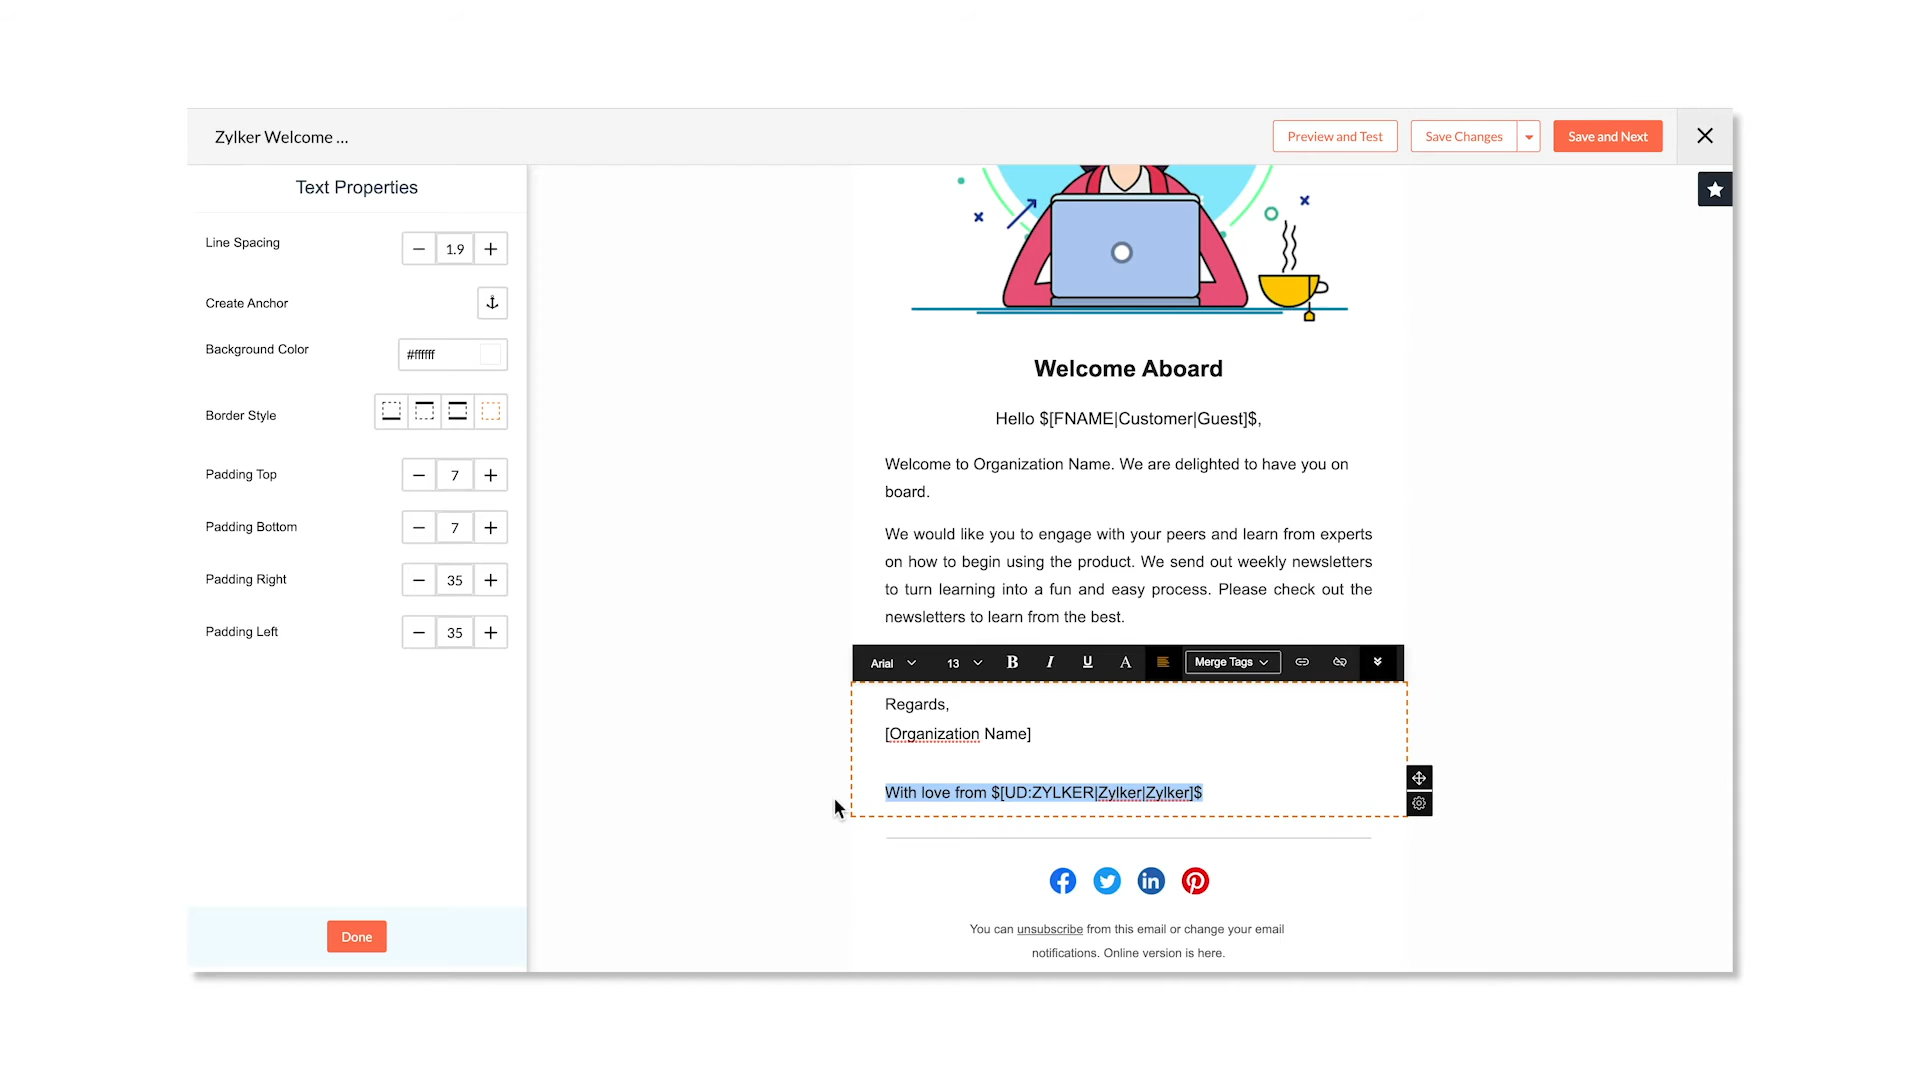 Zylker Welcome ...
Preview and Test
Save Changes
Save and Next
Text Properties
Line Spacing
1.9
Create Anchor
Background Color
#ffffff
Border Style
Padding Top
7
Padding Bottom
7
Padding Right
35
Padding Left
35
Done
Welcome Aboard
Hello $[FNAME|Customer|Guest]$,
Welcome to Organization Name. We are delighted to have you on
board.
We would like you to engage with your peers and learn from experts
on how to begin using the product. We send out weekly newsletters
to turn learning into a fun and easy process. Please check out the
newsletters to learn from the best.
Arial 13 B I U A Merge Tags
Regards,
[Organization Name]
With love from $[UD:ZYLKER|Zylker|Zylker]$
You can unsubscribe from this email or change your email
notifications. Online version is here.